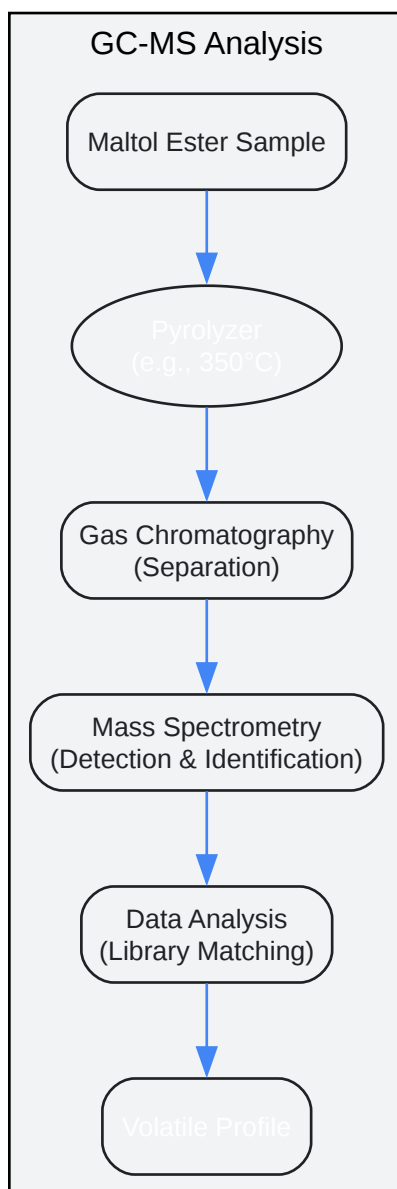 GC-MS Analysis
Maltol Ester Sample
Pyrolyzer
(e.g., 350°C)
Gas Chromatography
(Separation)
Mass Spectrometry
(Detection & Identification)
Data Analysis
(Library Matching)
Volatile Profile